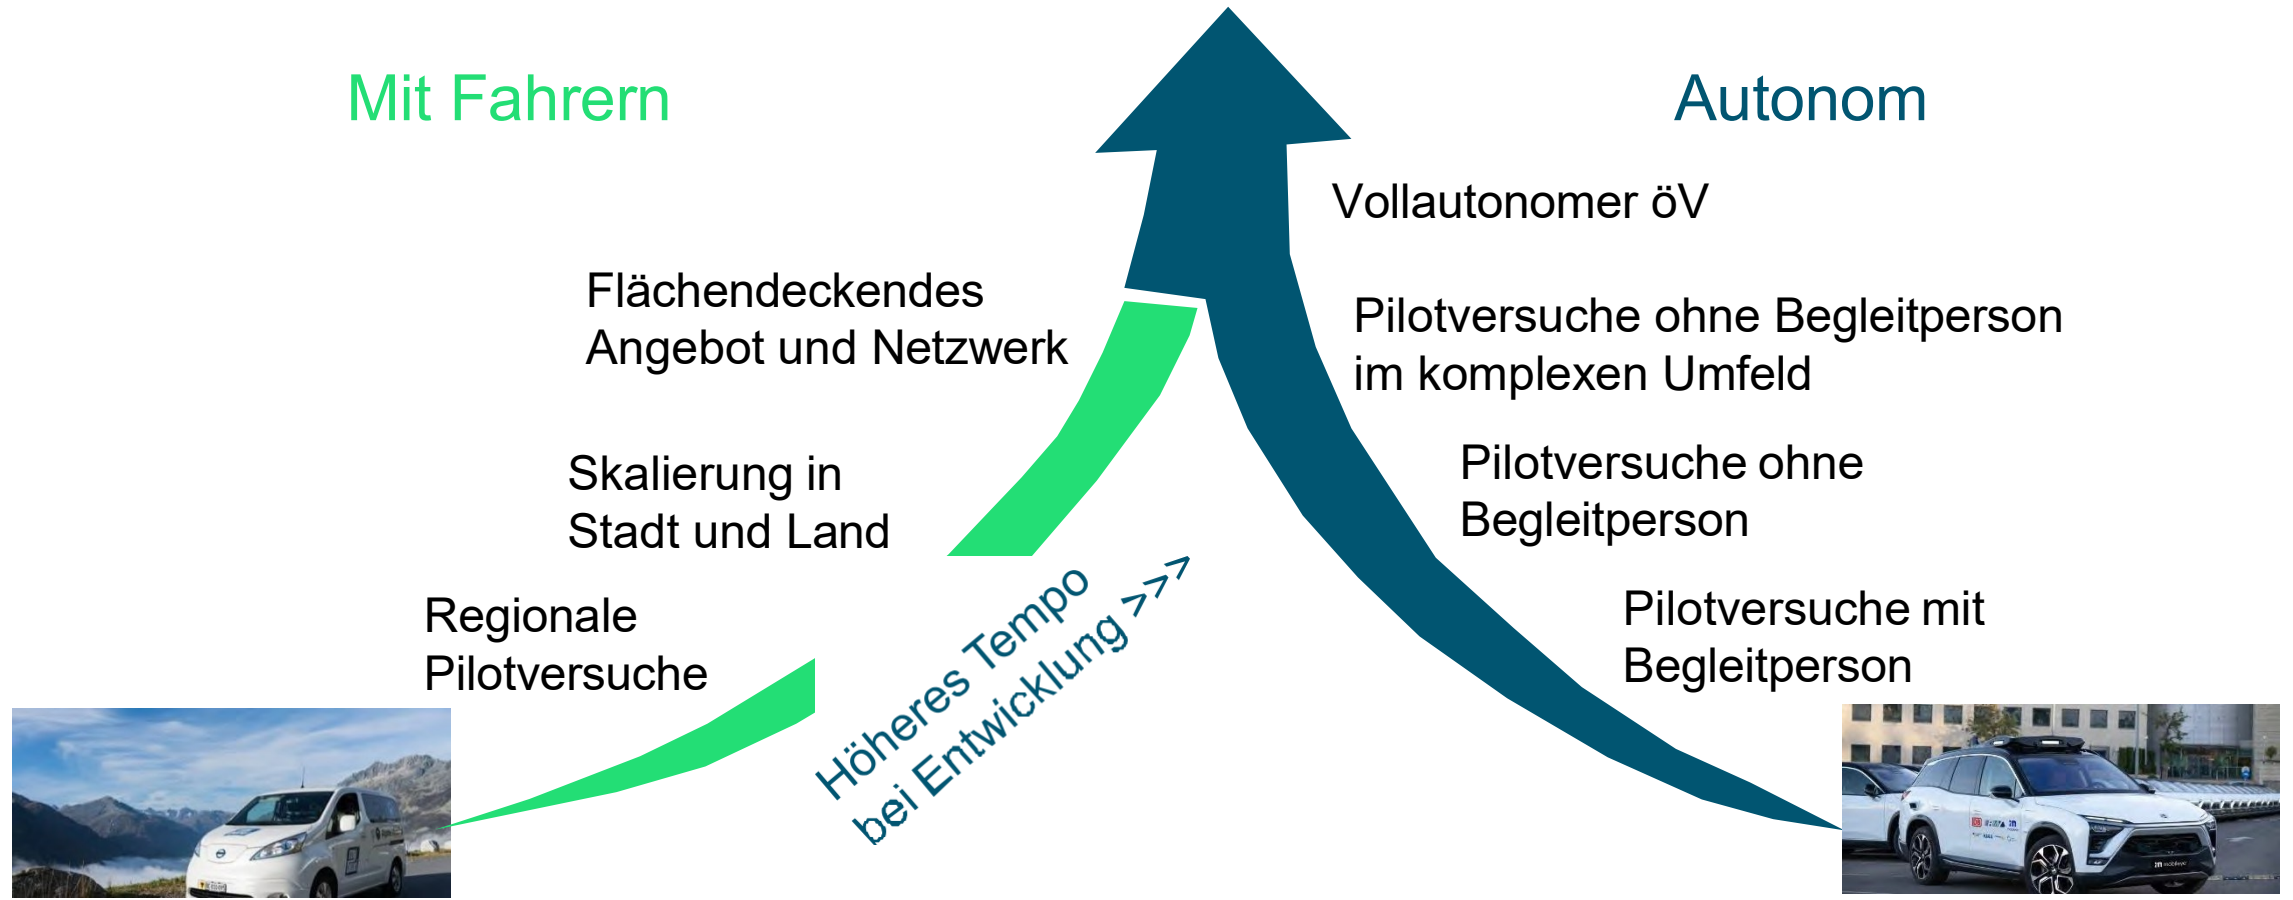 Mit Fahrern
Autonom
Vollautonomer öV
Flächendeckendes
Angebot und Netzwerk
Pilotversuche ohne Begleitperson
im komplexen Umfeld
Skalierung in
Stadt und Land
Pilotversuche ohne
Begleitperson
Regionale
Pilotversuche
Höheres Tempo
bei Entwicklung >>>
Pilotversuche mit
Begleitperson
mobileye